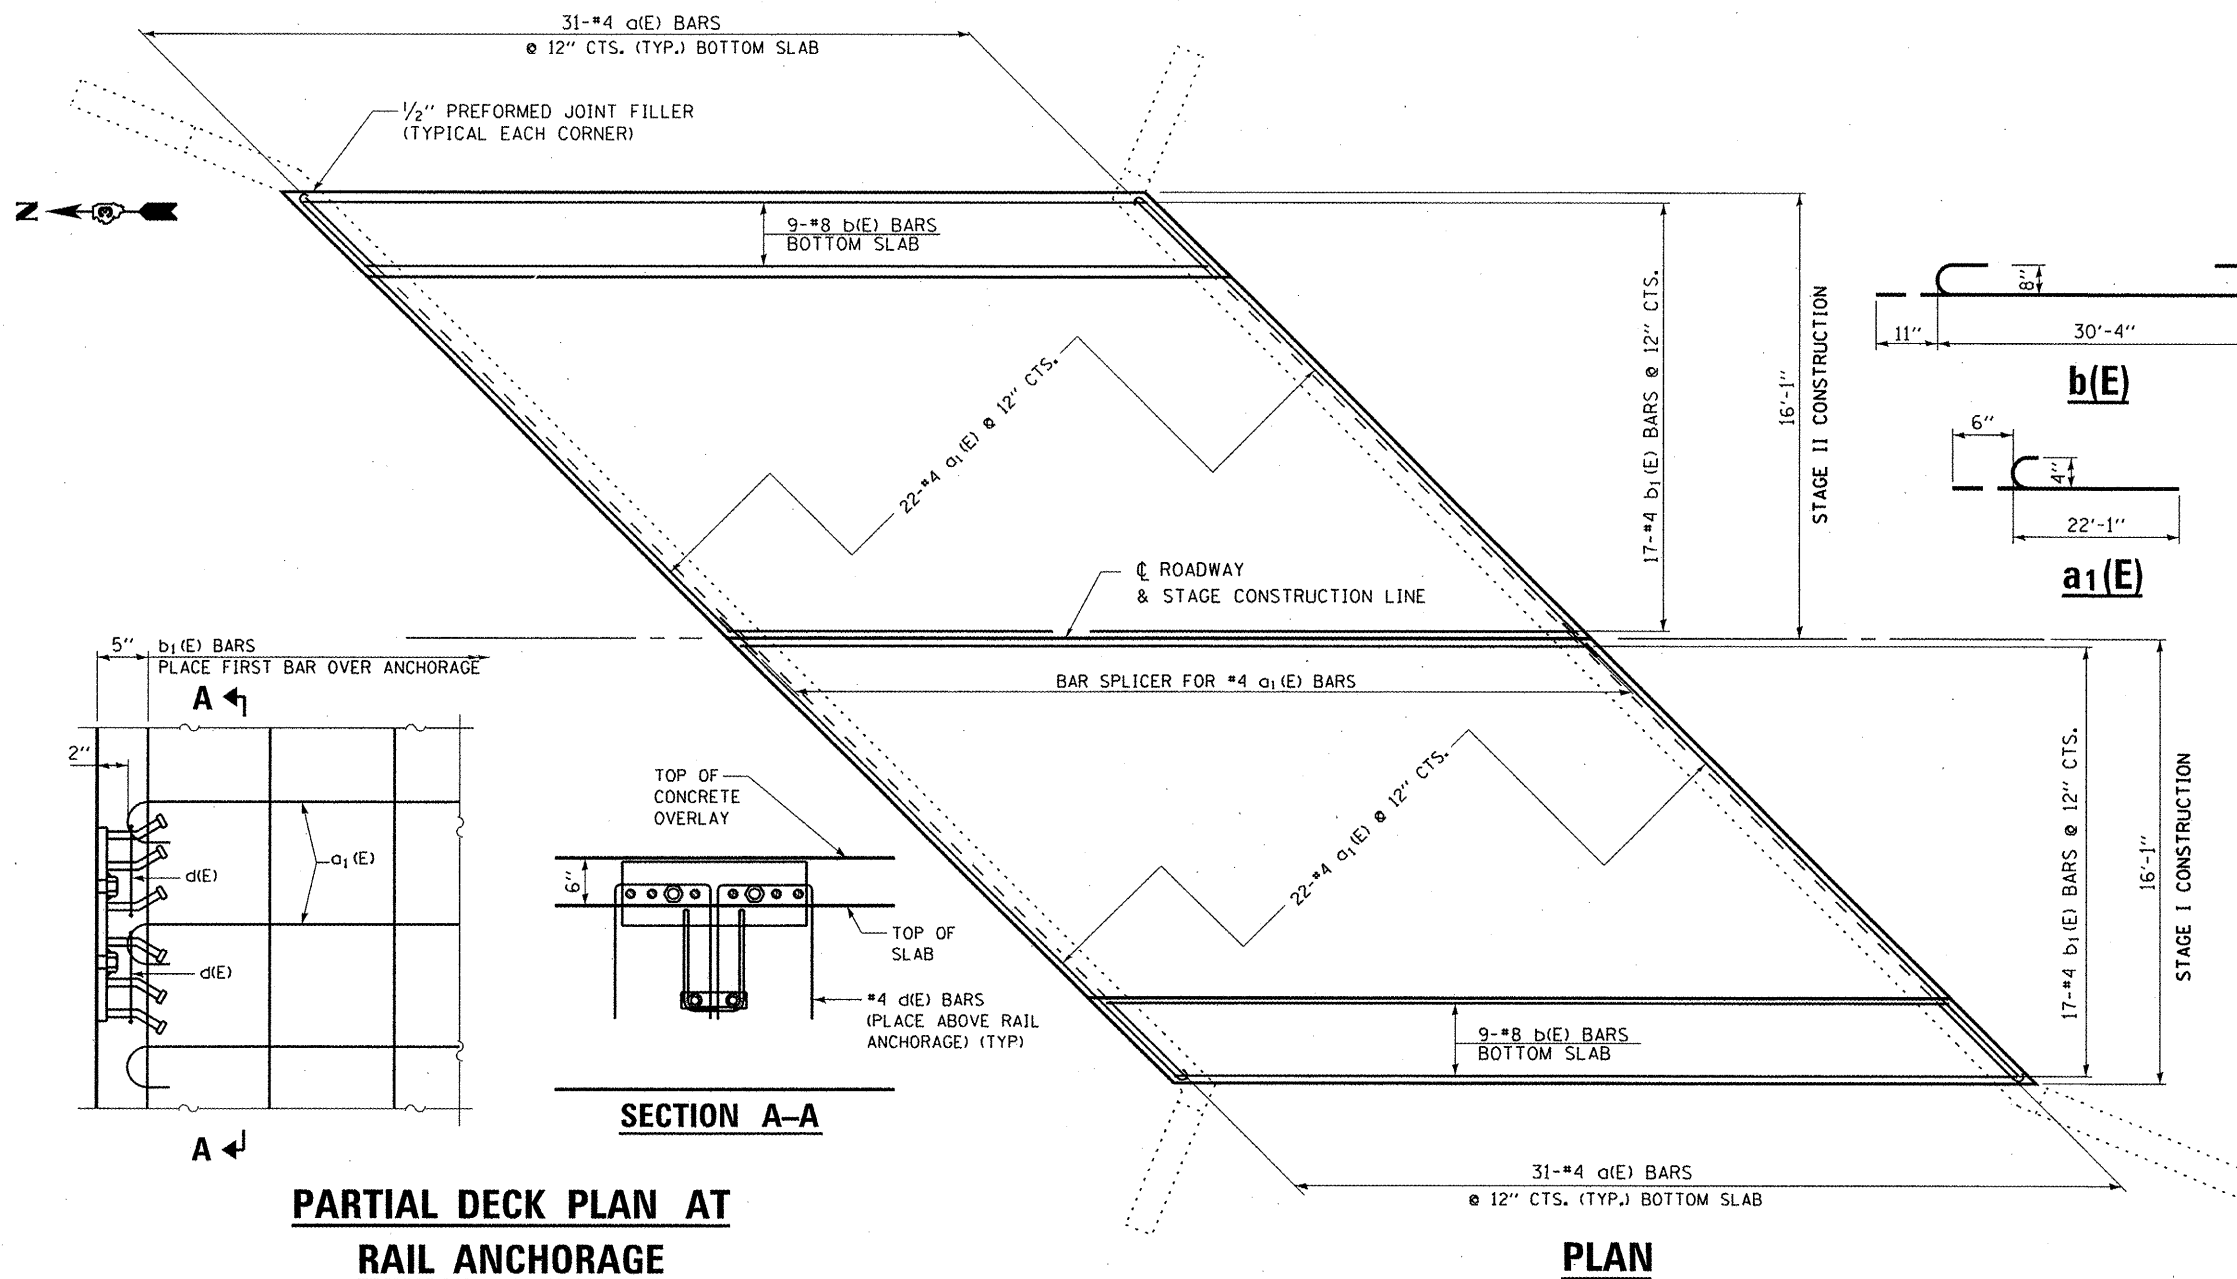 31-#4 a(E) BARS
@ 12" CTS. (TYP.) BOTTOM SLAB
1/2" PREFORMED JOINT FILLER
(TYPICAL EACH CORNER)
N
3
9-#8 b(E) BARS
BOTTOM SLAB
22-#4 a1(E) @ 12" CTS.
17-#4 b1(E) BARS @ 12" CTS.
16'-1"
STAGE II CONSTRUCTION
8"
11"
30'-4"
b(E)
6"
4"
22'-1"
a1(E)
℄ ROADWAY
& STAGE CONSTRUCTION LINE
BAR SPLICER FOR #4 a1(E) BARS
22-#4 a1(E) @ 12" CTS.
17-#4 b1(E) BARS @ 12" CTS.
16'-1"
STAGE I CONSTRUCTION
9-#8 b(E) BARS
BOTTOM SLAB
31-#4 a(E) BARS
@ 12" CTS. (TYP.) BOTTOM SLAB
PLAN
5"
b1(E) BARS
PLACE FIRST BAR OVER ANCHORAGE
A
2"
a1(E)
d(E)
d(E)
A
PARTIAL DECK PLAN AT
RAIL ANCHORAGE
TOP OF
CONCRETE
OVERLAY
6"
TOP OF
SLAB
#4 d(E) BARS
(PLACE ABOVE RAIL
ANCHORAGE) (TYP)
SECTION A–A